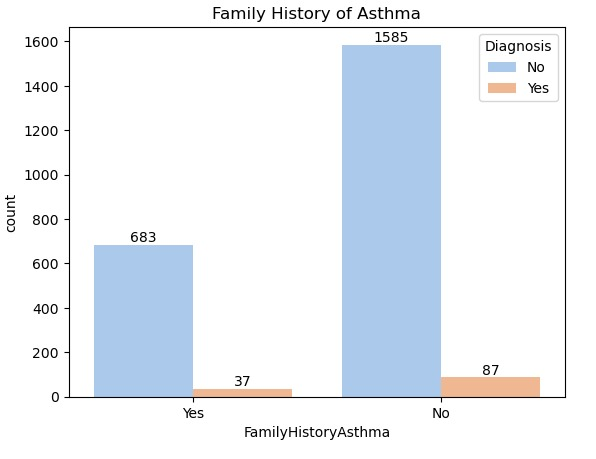 Family History of Asthma
1600
1400
1200
1000
800
600
400
200
0
count
683
37
1585
87
Diagnosis
No
Yes
Yes
No
FamilyHistoryAsthma